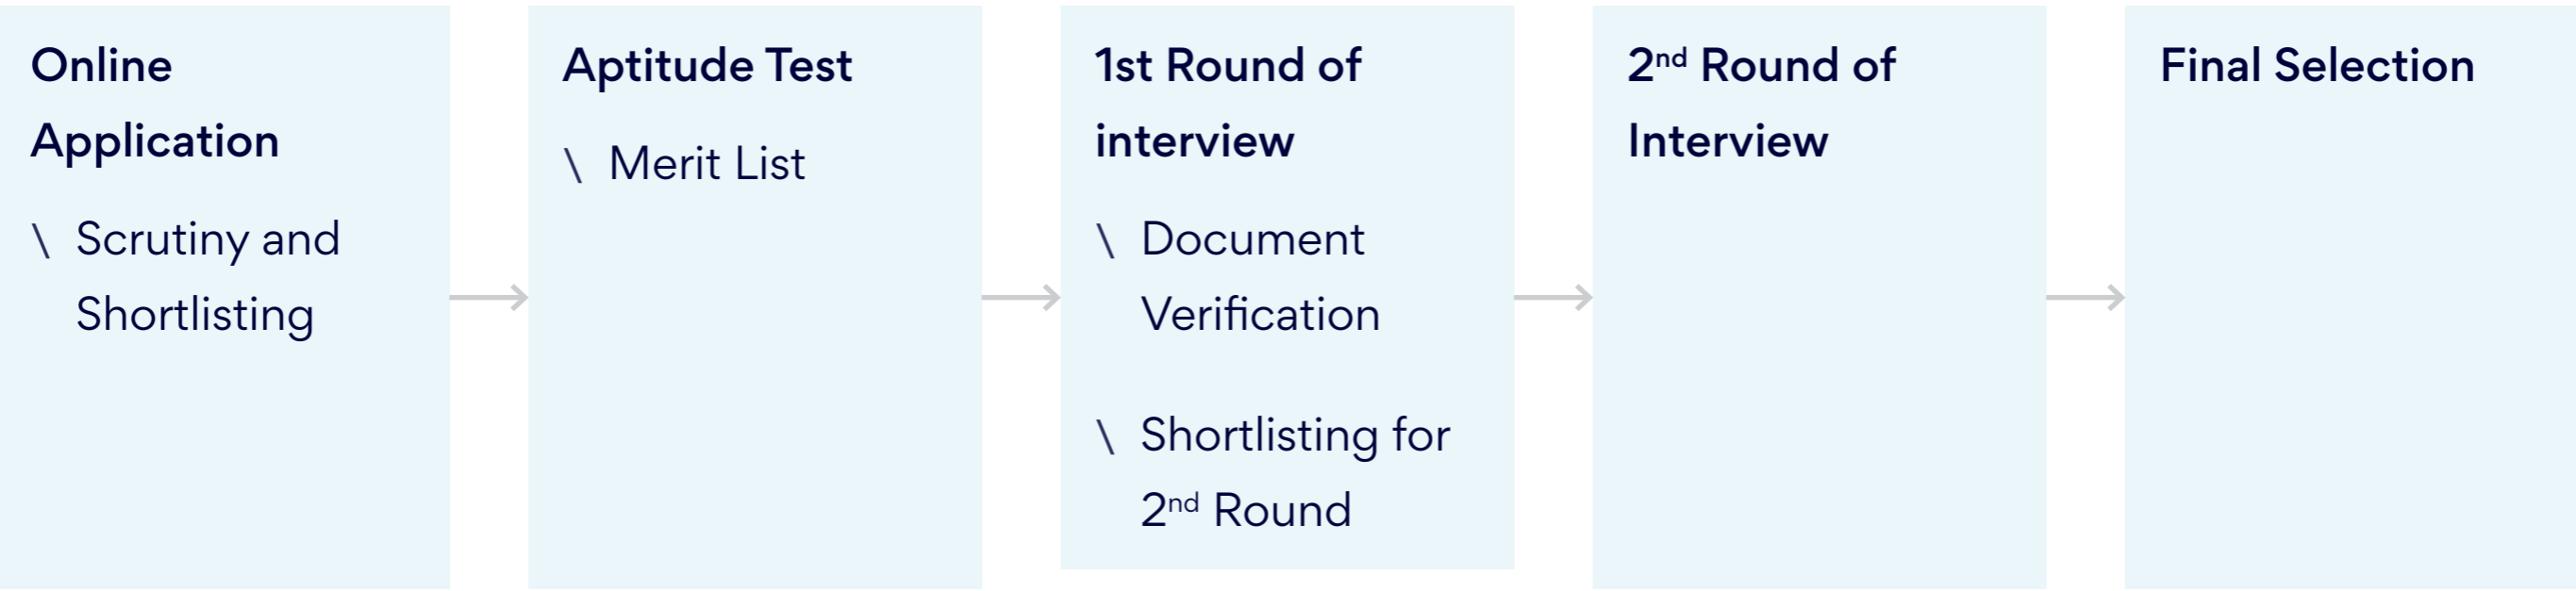 Online
Application
\ Scrutiny and
Shortlisting
Aptitude Test
\ Merit List
1st Round of
interview
\ Document
Verification
\ Shortlisting for
2nd Round
2nd Round of
Interview
Final Selection